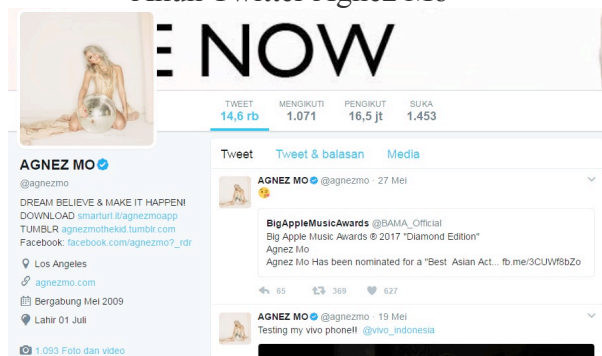 Akun Twitter Agnez Mo
E NOW
TWEET MENGIKUTI PENGIKUT SUKA
14,6 rb 1.071 16,5 jt 1.453
AGNEZ MO
@agnezmo
DREAM BELIEVE & MAKE IT HAPPEN!
DOWNLOAD smarturl.it/agnezmoapp
TUMBLR agnezmothekid.tumblr.com
Facebook: facebook.com/agnezmo?_rdr
Los Angeles
agnezmo.com
Bergabung Mei 2009
Lahir 01 Juli
1.093 Foto dan video
Tweet Tweet & balasan Media
AGNEZ MO @agnezmo · 27 Mei
BigAppleMusicAwards @BAMA_Official
Big Apple Music Awards ® 2017 "Diamond Edition"
Agnez Mo
Agnez Mo Has been nominated for a "Best Asian Act... fb.me/3CUWf8bZo
65 369 627
AGNEZ MO @agnezmo · 19 Mei
Testing my vivo phone!! @vivo_indonesia